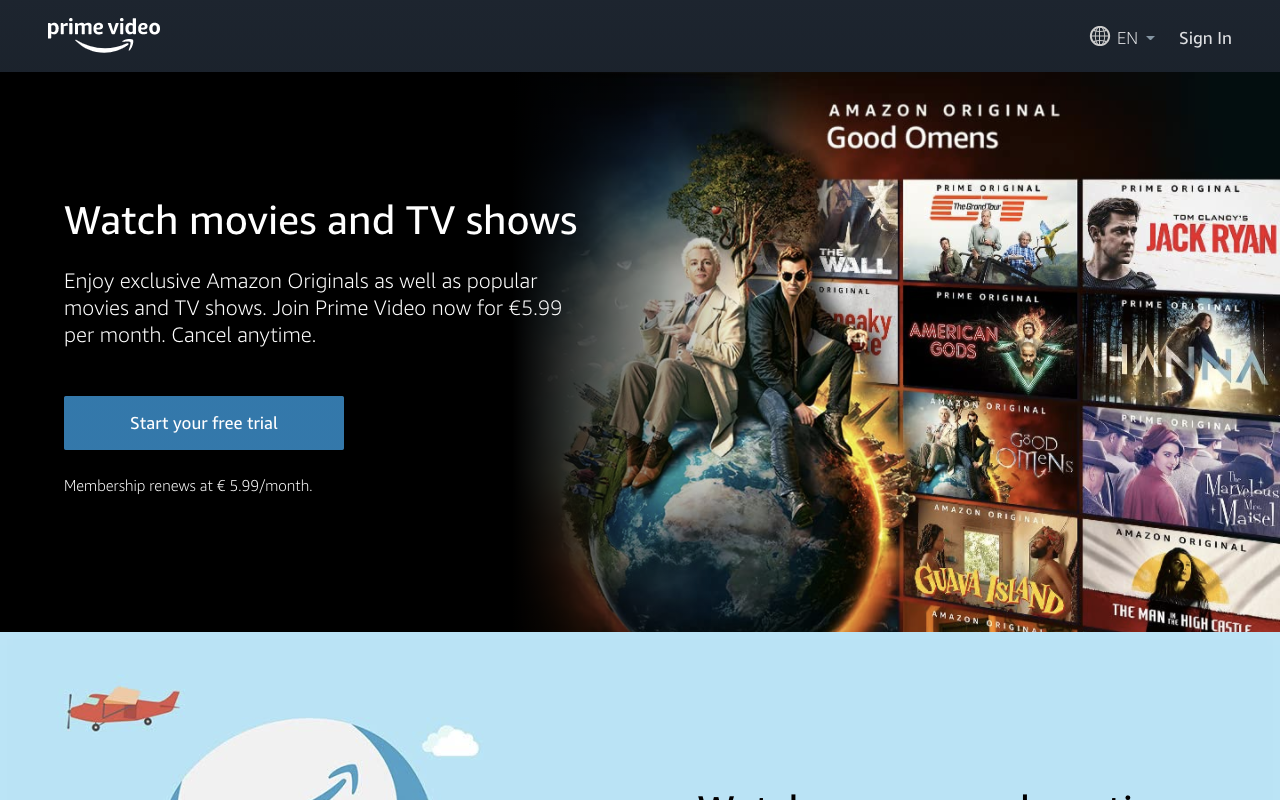 prime video
EN
Sign In
AMAZON ORIGINAL
Good Omens
Watch movies and TV shows
Enjoy exclusive Amazon Originals as well as popular
movies and TV shows. Join Prime Video now for €5.99
per month. Cancel anytime.
Start your free trial
Membership renews at € 5.99/month.
THE
WALL
PRIME ORIGINAL
The Grand Tour
PRIME ORIGINAL
TOM CLANCY'S
JACK RYAN
ORIGINAL
PRIME ORIGINAL
AMERICAN
GODS
PRIME ORIGINAL
HANNA
AMAZON ORIGINAL
GOOD
OMENS
PRIME ORIGINAL
The
Marvelous
Mrs.
Maisel
AMAZON ORIGINAL
GUAVA ISLAND
AMAZON ORIGINAL
THE MAN IN THE HIGH CASTLE
AMAZON ORIGINAL